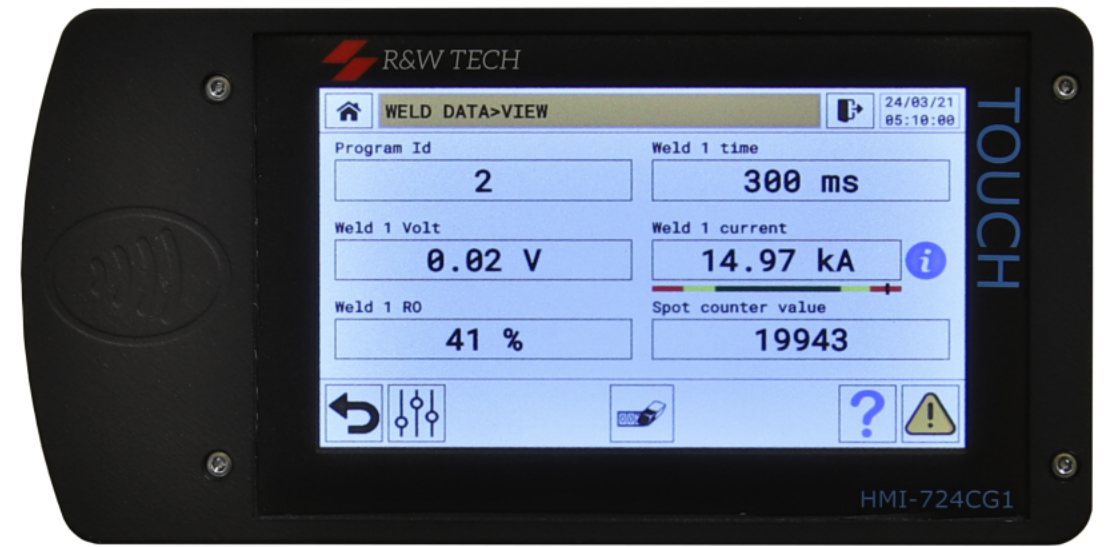 R&W TECH
WELD DATA>VIEW
24/03/21
05:10:00
Program Id
2
Weld 1 time
300 ms
Weld 1 Volt
0.02 V
Weld 1 current
14.97 kA
i
Weld 1 RO
41 %
Spot counter value
19943
?
!
TOUCH
HMI-724CG1